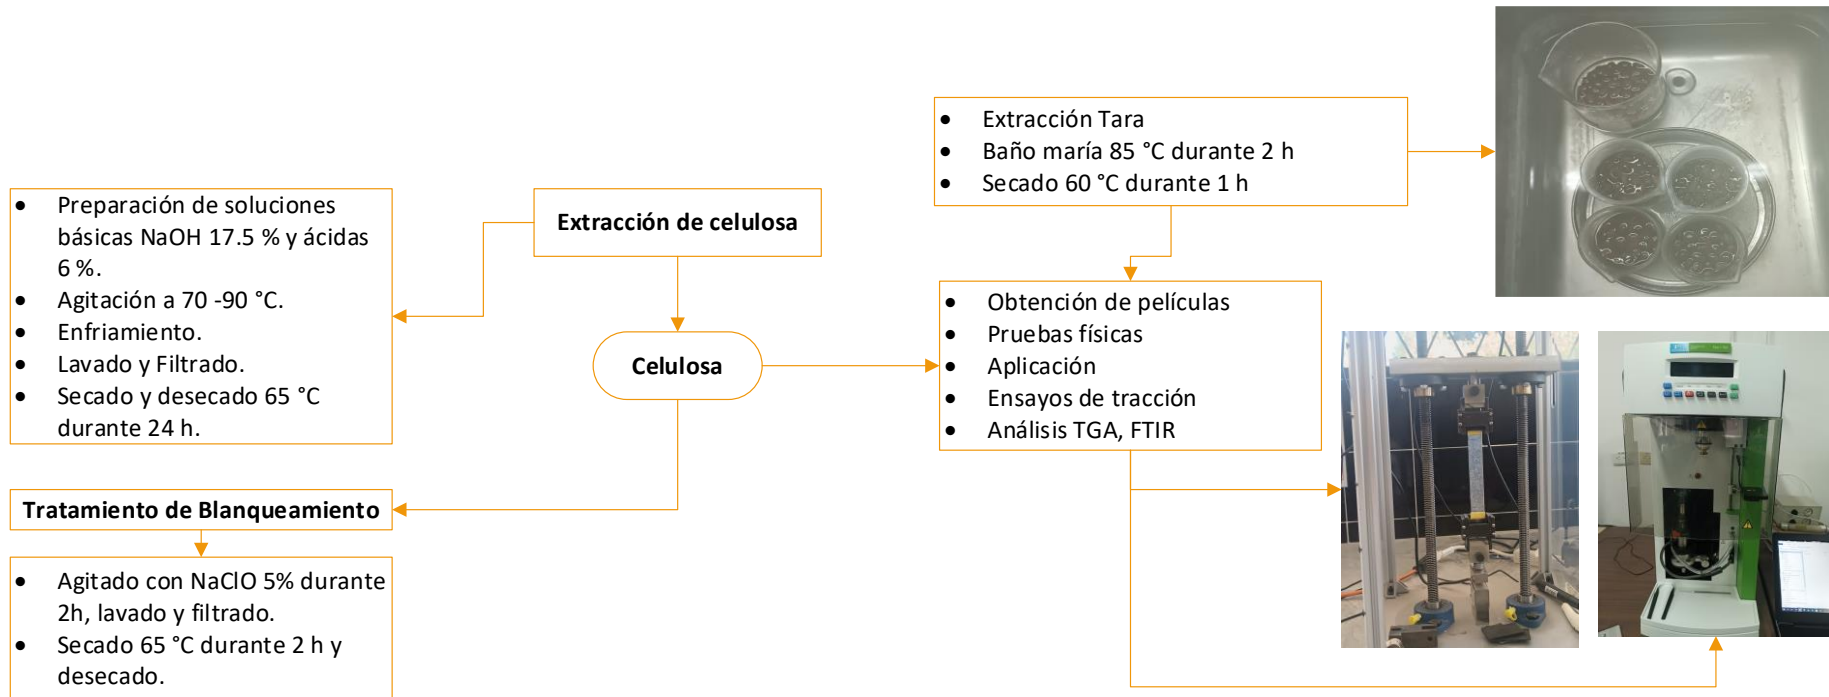 • Preparación de soluciones
básicas NaOH 17.5 % y ácidas
6 %.
• Agitación a 70 -90 °C.
• Enfriamiento.
• Lavado y Filtrado.
• Secado y desecado 65 °C
durante 24 h.
Extracción de celulosa
Celulosa
Tratamiento de Blanqueamiento
• Agitado con NaClO 5% durante
2h, lavado y filtrado.
• Secado 65 °C durante 2 h y
desecado.
• Extracción Tara
• Baño maría 85 °C durante 2 h
• Secado 60 °C durante 1 h
• Obtención de películas
• Pruebas físicas
• Aplicación
• Ensayos de tracción
• Análisis TGA, FTIR